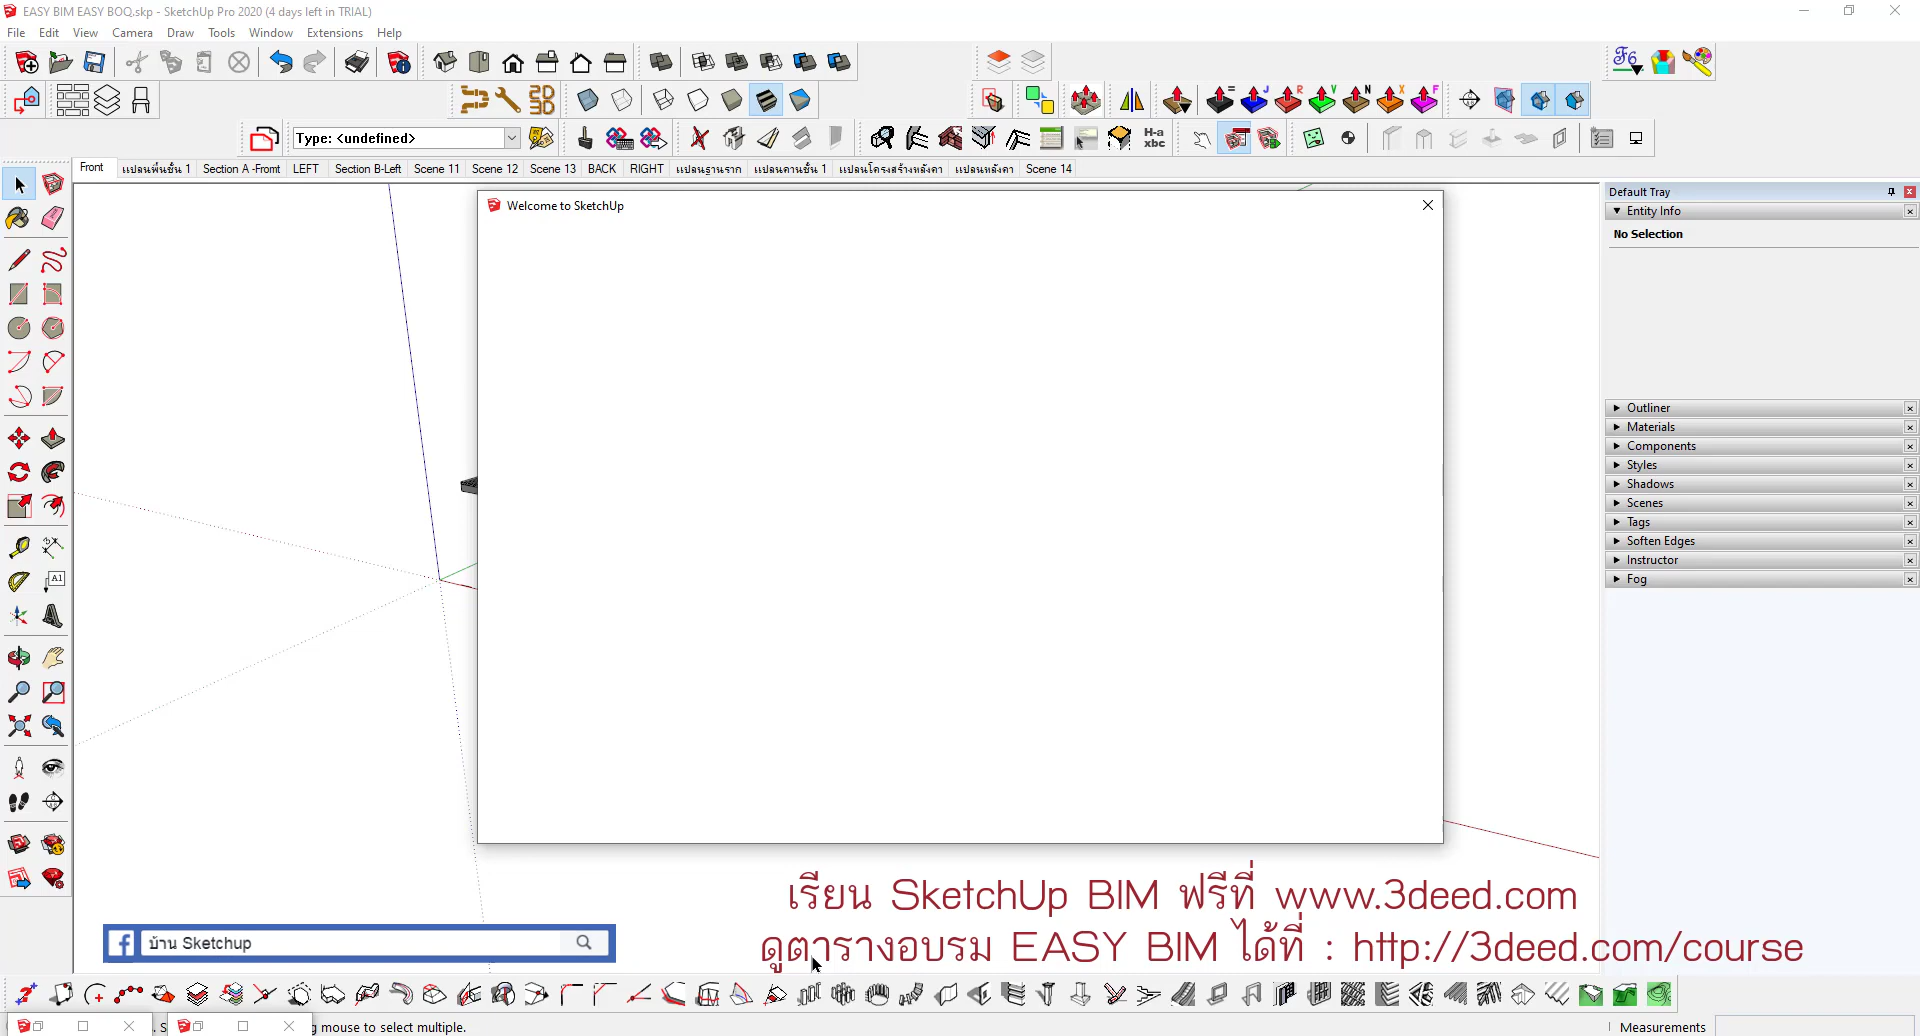 EASY BIM EASY BOQ.skp - SketchUp Pro 2020 (4 days left in TRIAL)
File Edit View Camera Draw Tools Window Extensions Help
F6
2D
3D
= J R V N X F
Type: <undefined>
H-a
xbc
Front แปลนพื้นชั้น 1 Section A -Front LEFT Section B-Left Scene 11 Scene 12 Scene 13 BACK RIGHT แปลนฐานราก แปลนคานชั้น 1 แปลนโครงสร้างหลังคา แปลนหลังคา Scene 14
Welcome to SketchUp
Default Tray
Entity Info
No Selection
Outliner
Materials
Components
Styles
Shadows
Scenes
Tags
Soften Edges
Instructor
Fog
A1
เรียน SketchUp BIM ฟรีที่ www.3deed.com
บ้าน Sketchup
ดูตารางอบรม EASY BIM ได้ที่ : http://3deed.com/course
. S
g mouse to select multiple.
Measurements